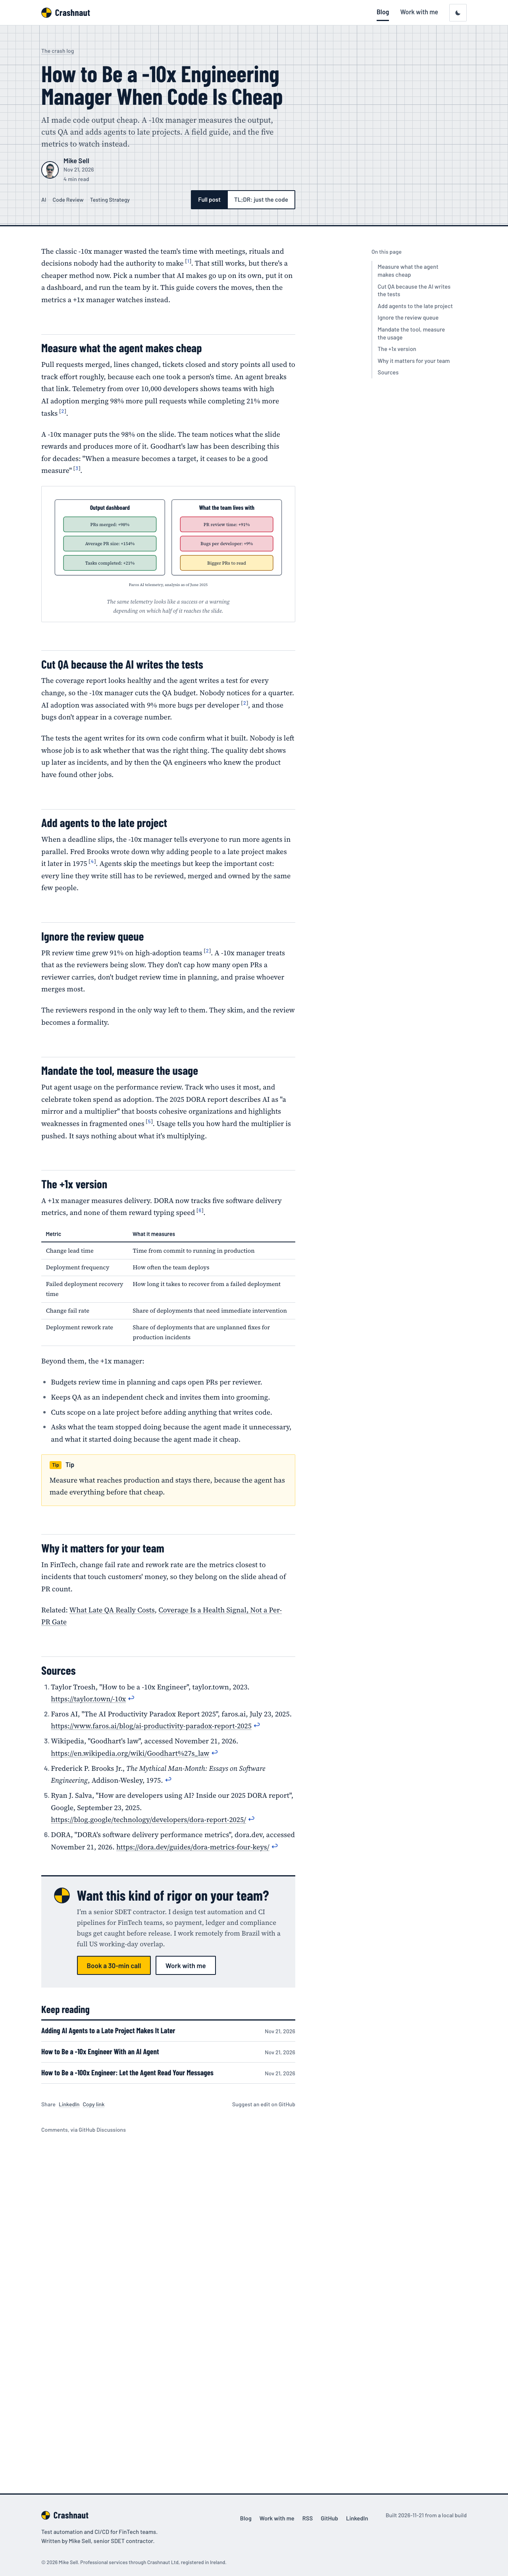 Crashnaut
Blog
Work with me
The crash log
How to Be a -10x Engineering
Manager When Code Is Cheap
AI made code output cheap. A -10x manager measures the output,
cuts QA and adds agents to late projects. A field guide, and the five
metrics to watch instead.
Mike Sell
Nov 21, 2026
4 min read
AI Code Review Testing Strategy
Full post
TL;DR: just the code
The classic -10x manager wasted the team's time with meetings, rituals and
decisions nobody had the authority to make [1]. That still works, but there's a
cheaper method now. Pick a number that AI makes go up on its own, put it on
a dashboard, and run the team by it. This guide covers the moves, then the
metrics a +1x manager watches instead.
On this page
Measure what the agent
makes cheap
Cut QA because the AI writes
the tests
Add agents to the late project
Ignore the review queue
Mandate the tool, measure
the usage
The +1x version
Why it matters for your team
Sources
Measure what the agent makes cheap
Pull requests merged, lines changed, tickets closed and story points all used to
track effort roughly, because each one took a person's time. An agent breaks
that link. Telemetry from over 10,000 developers shows teams with high
AI adoption merging 98% more pull requests while completing 21% more
tasks [2].
A -10x manager puts the 98% on the slide. The team notices what the slide
rewards and produces more of it. Goodhart's law has been describing this
for decades: "When a measure becomes a target, it ceases to be a good
measure" [3].
Output dashboard
PRs merged: +98%
Average PR size: +154%
Tasks completed: +21%
What the team lives with
PR review time: +91%
Bugs per developer: +9%
Bigger PRs to read
Faros AI telemetry, analysis as of June 2025
The same telemetry looks like a success or a warning
depending on which half of it reaches the slide.
Cut QA because the AI writes the tests
The coverage report looks healthy and the agent writes a test for every
change, so the -10x manager cuts the QA budget. Nobody notices for a quarter.
AI adoption was associated with 9% more bugs per developer [2], and those
bugs don't appear in a coverage number.
The tests the agent writes for its own code confirm what it built. Nobody is left
whose job is to ask whether that was the right thing. The quality debt shows
up later as incidents, and by then the QA engineers who knew the product
have found other jobs.
Add agents to the late project
When a deadline slips, the -10x manager tells everyone to run more agents in
parallel. Fred Brooks wrote down why adding people to a late project makes
it later in 1975 [4]. Agents skip the meetings but keep the important cost:
every line they write still has to be reviewed, merged and owned by the same
few people.
Ignore the review queue
PR review time grew 91% on high-adoption teams [2]. A -10x manager treats
that as the reviewers being slow. They don't cap how many open PRs a
reviewer carries, don't budget review time in planning, and praise whoever
merges most.
The reviewers respond in the only way left to them. They skim, and the review
becomes a formality.
Mandate the tool, measure the usage
Put agent usage on the performance review. Track who uses it most, and
celebrate token spend as adoption. The 2025 DORA report describes AI as "a
mirror and a multiplier" that boosts cohesive organizations and highlights
weaknesses in fragmented ones [5]. Usage tells you how hard the multiplier is
pushed. It says nothing about what it's multiplying.
The +1x version
A +1x manager measures delivery. DORA now tracks five software delivery
metrics, and none of them reward typing speed [6].
Metric What it measures
Change lead time Time from commit to running in production
Deployment frequency How often the team deploys
Failed deployment recovery How long it takes to recover from a failed deployment
time
Change fail rate Share of deployments that need immediate intervention
Deployment rework rate Share of deployments that are unplanned fixes for
production incidents
Beyond them, the +1x manager:
Budgets review time in planning and caps open PRs per reviewer.
Keeps QA as an independent check and invites them into grooming.
Cuts scope on a late project before adding anything that writes code.
Asks what the team stopped doing because the agent made it unnecessary,
and what it started doing because the agent made it cheap.
Tip Tip
Measure what reaches production and stays there, because the agent has
made everything before that cheap.
Why it matters for your team
In FinTech, change fail rate and rework rate are the metrics closest to
incidents that touch customers' money, so they belong on the slide ahead of
PR count.
Related: What Late QA Really Costs, Coverage Is a Health Signal, Not a Per-
PR Gate
Sources
1. Taylor Troesh, "How to be a -10x Engineer", taylor.town, 2023.
https://taylor.town/-10x ↩
2. Faros AI, "The AI Productivity Paradox Report 2025", faros.ai, July 23, 2025.
https://www.faros.ai/blog/ai-productivity-paradox-report-2025 ↩
3. Wikipedia, "Goodhart's law", accessed November 21, 2026.
https://en.wikipedia.org/wiki/Goodhart%27s_law ↩
4. Frederick P. Brooks Jr., The Mythical Man-Month: Essays on Software
Engineering, Addison-Wesley, 1975. ↩
5. Ryan J. Salva, "How are developers using AI? Inside our 2025 DORA report",
Google, September 23, 2025.
https://blog.google/technology/developers/dora-report-2025/ ↩
6. DORA, "DORA's software delivery performance metrics", dora.dev, accessed
November 21, 2026. https://dora.dev/guides/dora-metrics-four-keys/ ↩
Want this kind of rigor on your team?
I'm a senior SDET contractor. I design test automation and CI
pipelines for FinTech teams, so payment, ledger and compliance
bugs get caught before release. I work remotely from Brazil with a
full US working-day overlap.
Book a 30-min call
Work with me
Keep reading
Adding AI Agents to a Late Project Makes It Later Nov 21, 2026
How to Be a -10x Engineer With an AI Agent Nov 21, 2026
How to Be a -100x Engineer: Let the Agent Read Your Messages Nov 21, 2026
Share LinkedIn Copy link
Suggest an edit on GitHub
Comments, via GitHub Discussions
Crashnaut
Test automation and CI/CD for FinTech teams.
Written by Mike Sell, senior SDET contractor.
Blog Work with me RSS GitHub LinkedIn
Built 2026-11-21 from a local build
© 2026 Mike Sell. Professional services through Crashnaut Ltd, registered in Ireland.